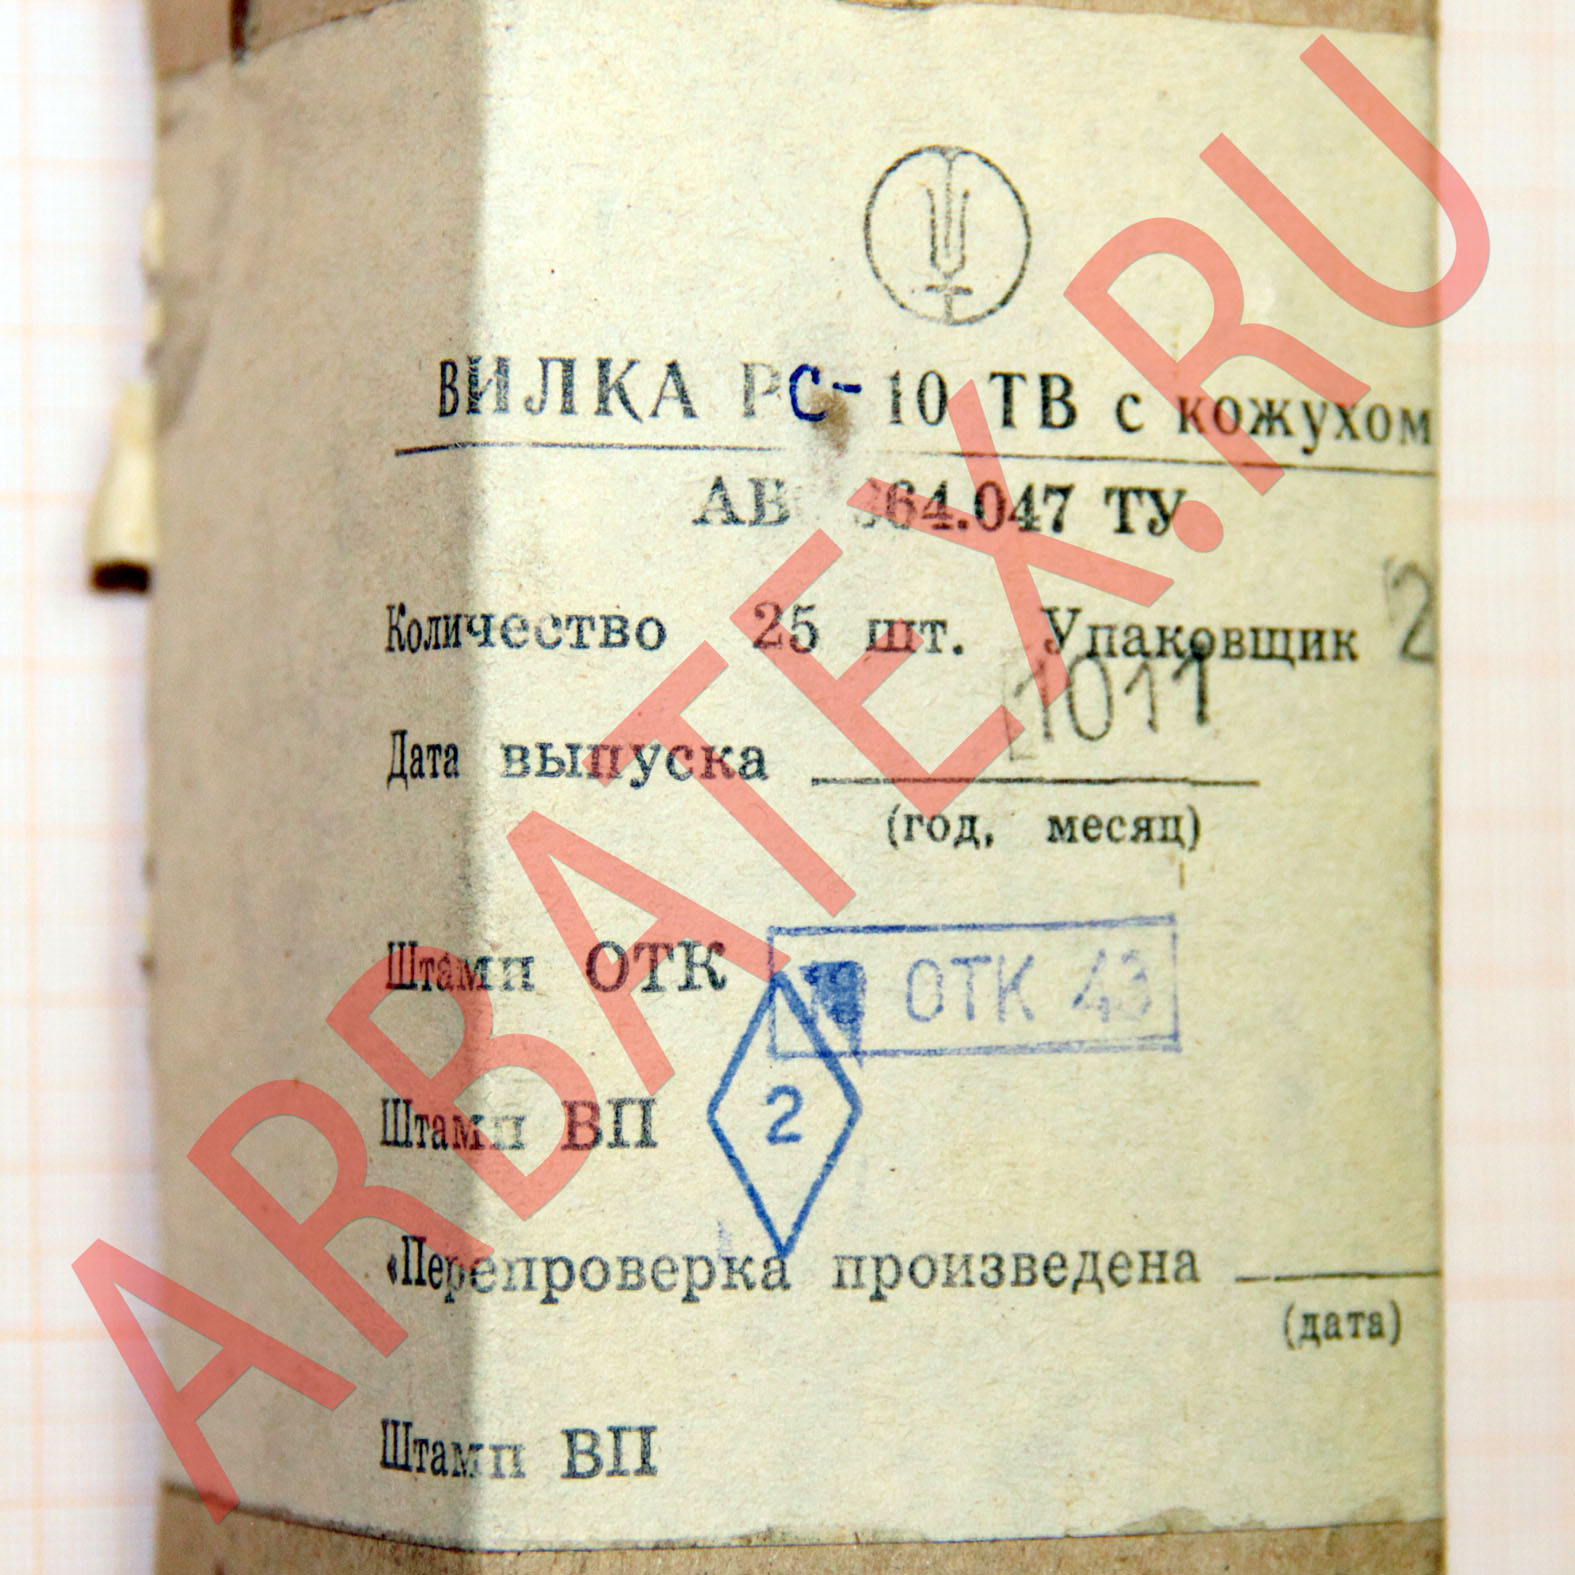 ВИЛКА РС-10 ТВ с кожухом
АВ 364.047 ТУ
Количество 25 шт. Упаковщик 2
1011
Дата выпуска
(год, месяц)
Штамп ОТК
ОТК 43
Штамп ВП
2
«Перепроверка произведена
(дата)
Штамп ВП
ARBATEX.RU